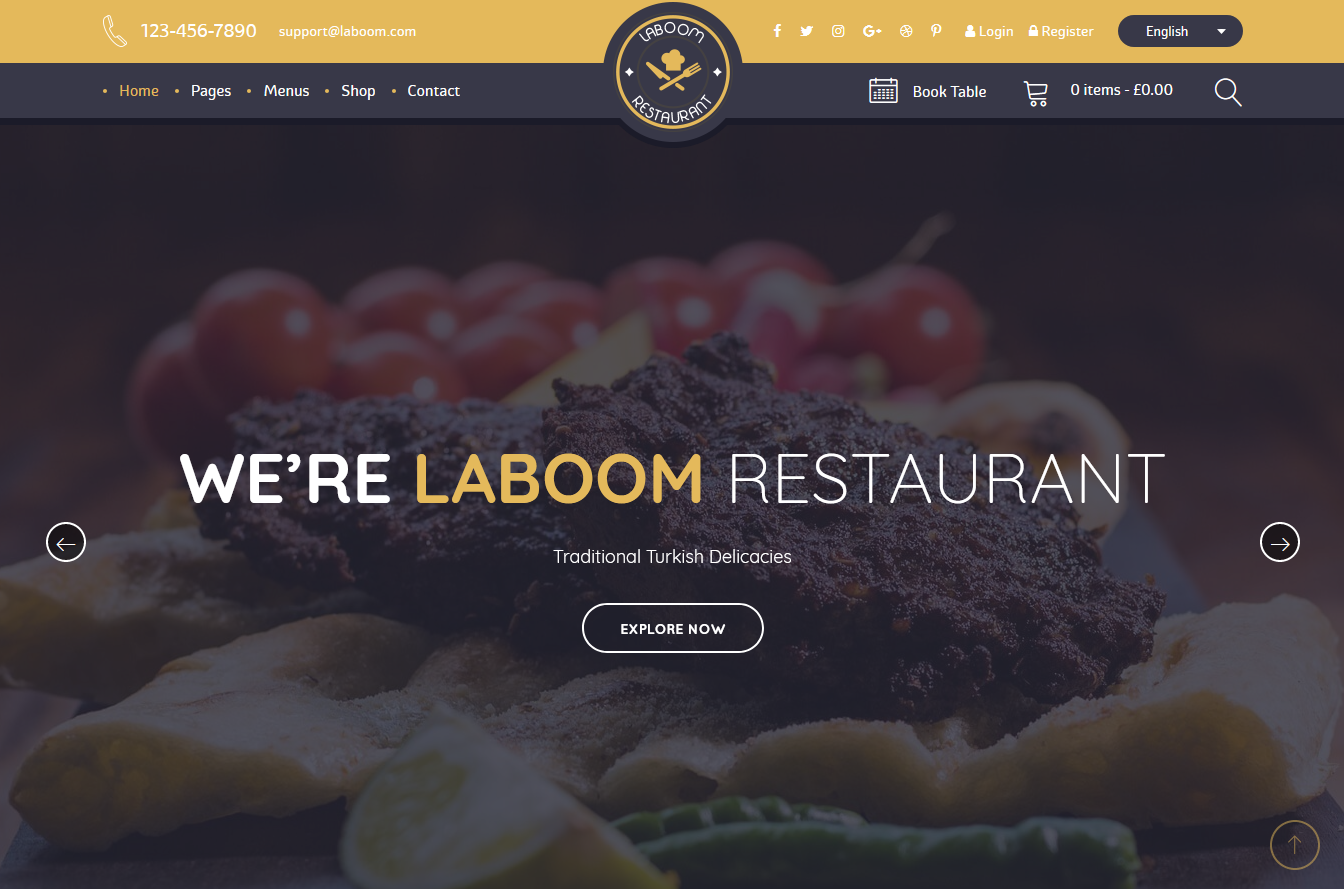 123-456-7890 support@laboom.com
LABOOM
RESTAURANT
Login Register English
Home Pages Menus Shop Contact
Book Table 0 items - £0.00
WE'RE LABOOM RESTAURANT
Traditional Turkish Delicacies
EXPLORE NOW